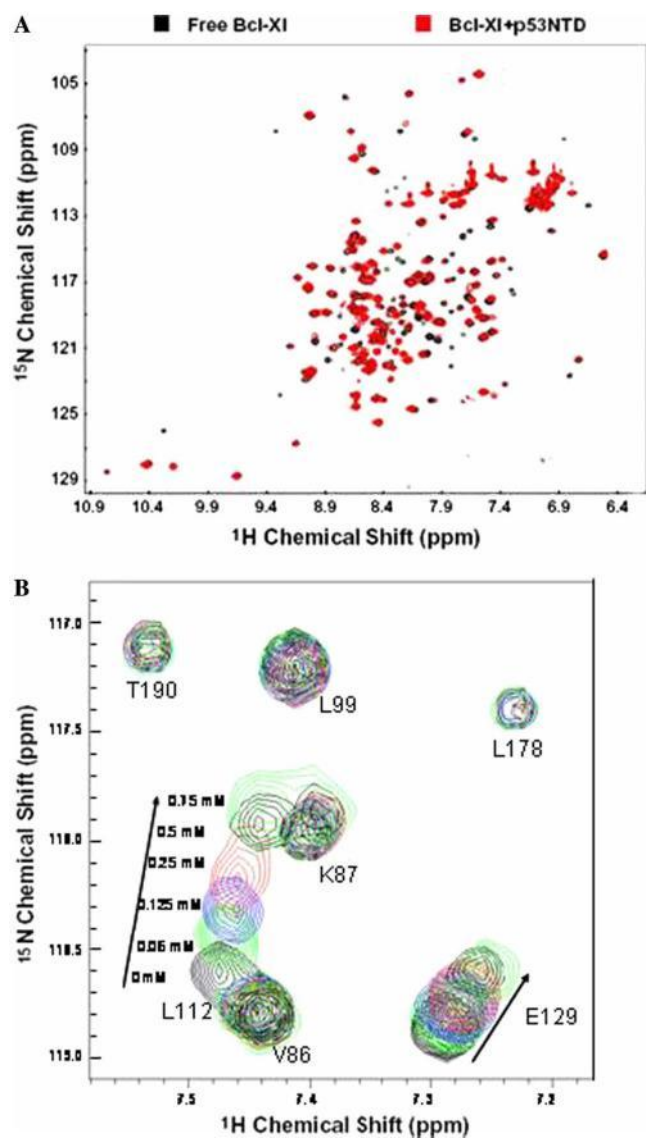 A
Free Bcl-Xl
Bcl-Xl+p53NTD
105
109
113
117
121
125
129
15N Chemical Shift (ppm)
10.9 10.4 9.9 9.4 8.9 8.4 7.9 7.4 6.9 6.4
1H Chemical Shift (ppm)
B
117.0
117.5
118.0
118.5
119.0
15N Chemical Shift (ppm)
T190
L99
L178
0.75 mM
0.5 mM
0.25 mM
0.125 mM
0.06 mM
0 mM
K87
L112
V86
E129
7.5 7.4 7.3 7.2
1H Chemical Shift (ppm)